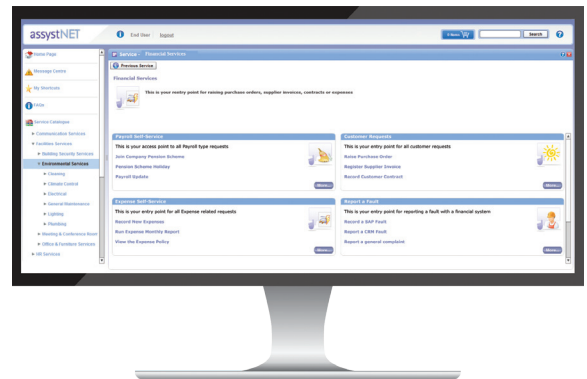 assystNET
End User logout
0 Items
Search
Service - Financial Services
Previous Service
Financial Services
This is your entry point for raising purchase orders, supplier invoices, contracts or expenses
Home Page
Message Centre
My Shortcuts
FAQs
Service Catalogue
Communication Services
Facilities Services
Building Security Services
Environmental Services
Cleaning
Climate Control
Electrical
General Maintenance
Lighting
Plumbing
Meeting & Conference Room
Office & Furniture Services
HR Services
Payroll Self-Service
This is your access point to all Payroll type requests
Join Company Pension Scheme
Pension Scheme Holiday
Payroll Update
More...
Customer Requests
This is your entry point for all customer requests
Raise Purchase Order
Register Supplier Invoice
Record Customer Contract
More...
Expense Self-Service
This is your entry point for all Expense related requests
Record New Expenses
Run Expense Monthly Report
View the Expense Policy
More...
Report a Fault
This is your entry point for reporting a fault with a financial system
Record a SAP Fault
Report a CRM Fault
Report a general complaint
More...